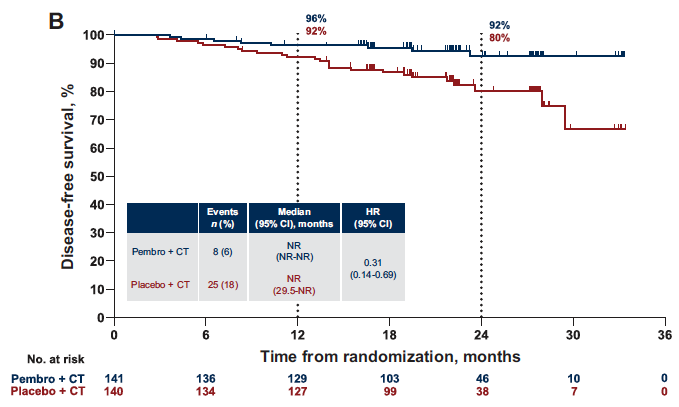 B
96%
92%
92%
80%
Disease-free survival, %
100
90
80
70
60
50
40
30
20
10
0
Events
n (%)
Median
(95% CI), months
HR
(95% CI)
Pembro + CT
8 (6)
NR
(NR-NR)
0.31
(0.14-0.69)
Placebo + CT
25 (18)
NR
(29.5-NR)
0 6 12 18 24 30 36
Time from randomization, months
No. at risk
Pembro + CT 141 136 129 103 46 10 0
Placebo + CT 140 134 127 99 38 7 0